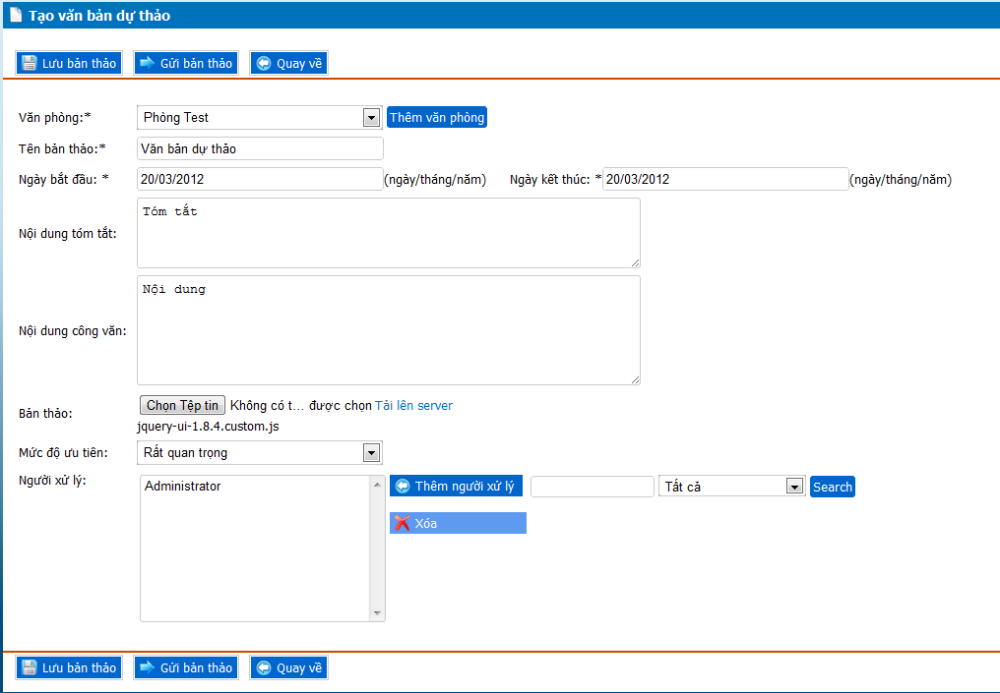 Tạo văn bản dự thảo
Lưu bản thảo Gửi bản thảo Quay về
Văn phòng:* Phòng Test Thêm văn phòng
Tên bản thảo:* Văn bản dự thảo
Ngày bắt đầu: * 20/03/2012 (ngày/tháng/năm) Ngày kết thúc: * 20/03/2012 (ngày/tháng/năm)
Nội dung tóm tắt: Tóm tắt
Nội dung công văn: Nội dung
Bản thảo: Chọn Tệp tin Không có t... được chọn Tải lên server
jquery-ui-1.8.4.custom.js
Mức độ ưu tiên: Rất quan trọng
Người xử lý: Administrator Thêm người xử lý Tất cả Search
Xóa
Lưu bản thảo Gửi bản thảo Quay về